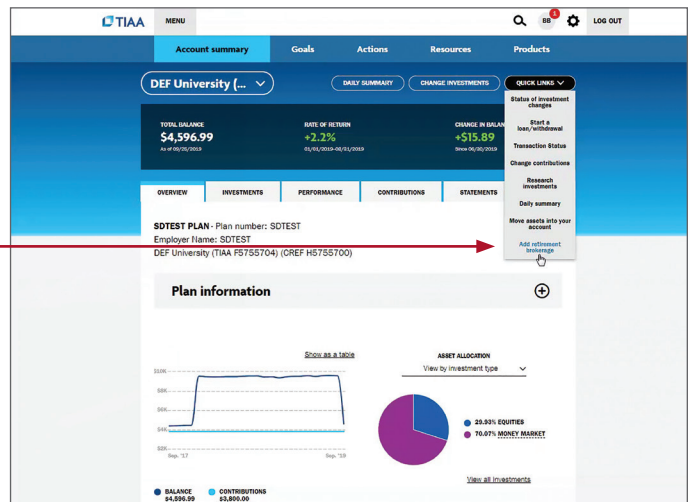 TIAA
MENU
1
BB
LOG OUT
Account summary
Goals
Actions
Resources
Products
DEF University (...
DAILY SUMMARY
CHANGE INVESTMENTS
QUICK LINKS
Status of investment
changes
Start a
loan/withdrawal
Transaction Status
Change contributions
Research
investments
Daily summary
Move assets into your
account
Add retirement
brokerage
TOTAL BALANCE
$4,596.99
As of 09/25/2019
RATE OF RETURN
+2.2%
01/01/2019-08/31/2019
CHANGE IN BALAN
+$15.89
Since 06/30/2019
OVERVIEW
INVESTMENTS
PERFORMANCE
CONTRIBUTIONS
STATEMENTS
SDTEST PLAN - Plan number: SDTEST
Employer Name: SDTEST
DEF University (TIAA F5755704) (CREF H5755700)
Plan information
Show as a table
$10K
$8K
$6K
$4K
$2K
Sep. '17
Sep. '19
BALANCE
$4,596.99
CONTRIBUTIONS
$3,800.00
ASSET ALLOCATION
View by investment type
29.93% EQUITIES
70.07% MONEY MARKET
View all investments